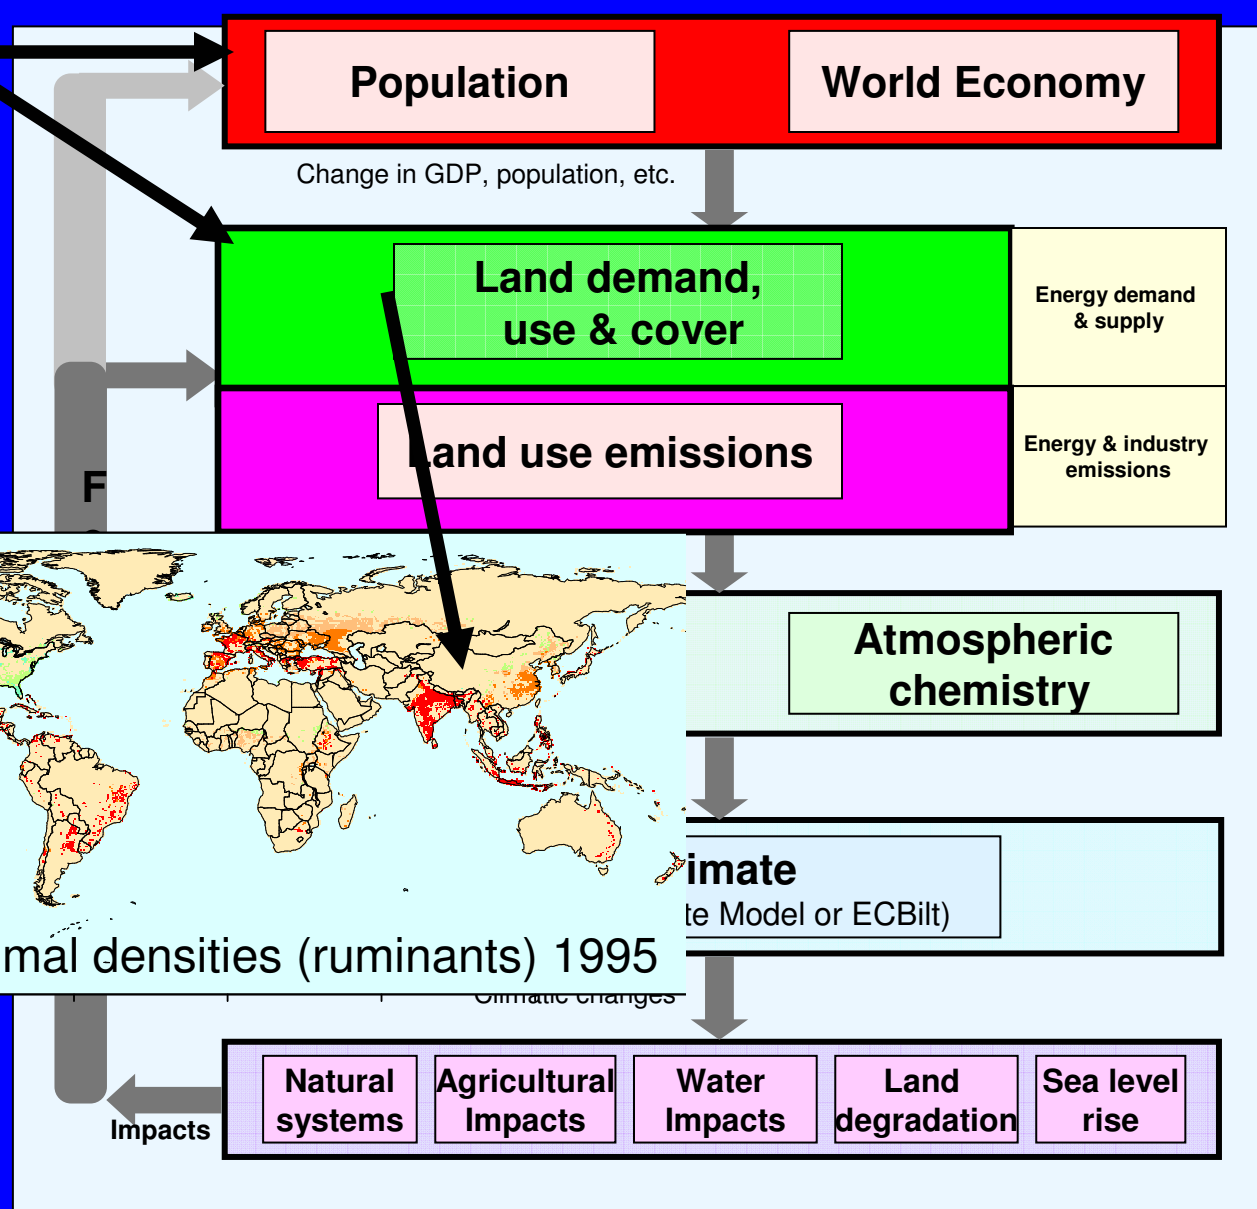 Population
World Economy
Change in GDP, population, etc.
Land demand,
use & cover
Energy demand
& supply
Land use emissions
Energy & industry
emissions
F
Atmospheric
chemistry
imate
te Model or ECBilt)
mal densities (ruminants) 1995
Climatic changes
Natural
systems
Agricultural
Impacts
Water
Impacts
Land
degradation
Sea level
rise
Impacts